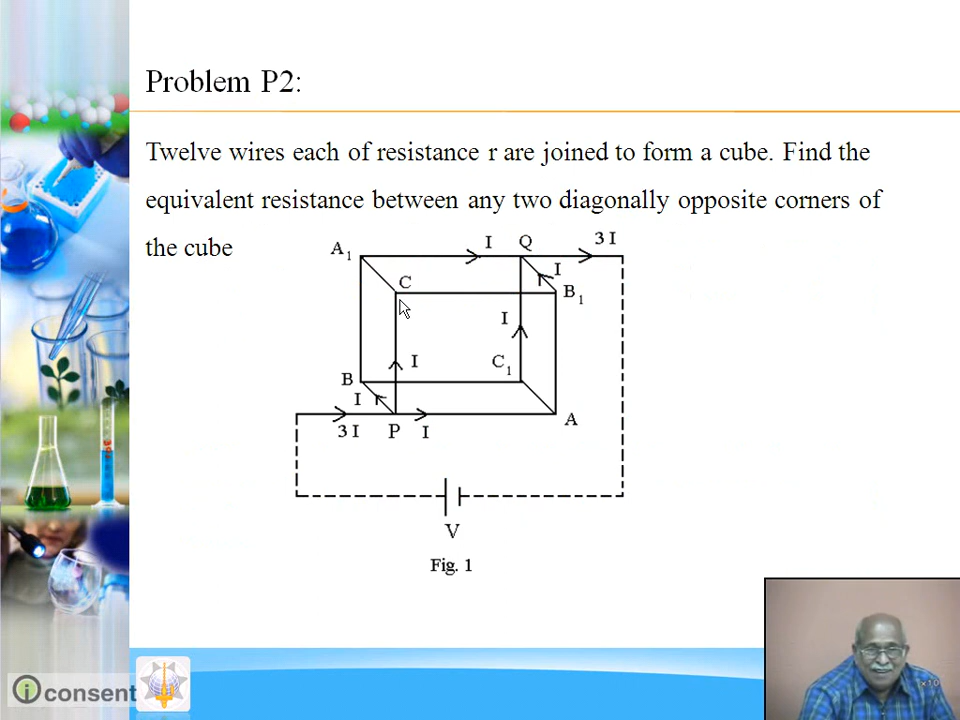 Problem P2:
Twelve wires each of resistance r are joined to form a cube. Find the
equivalent resistance between any two diagonally opposite corners of
the cube
A1
I
Q
3 I
C
I
B1
I
I
C1
B
I
A
3 I
P
I
V
Fig. 1
i consent